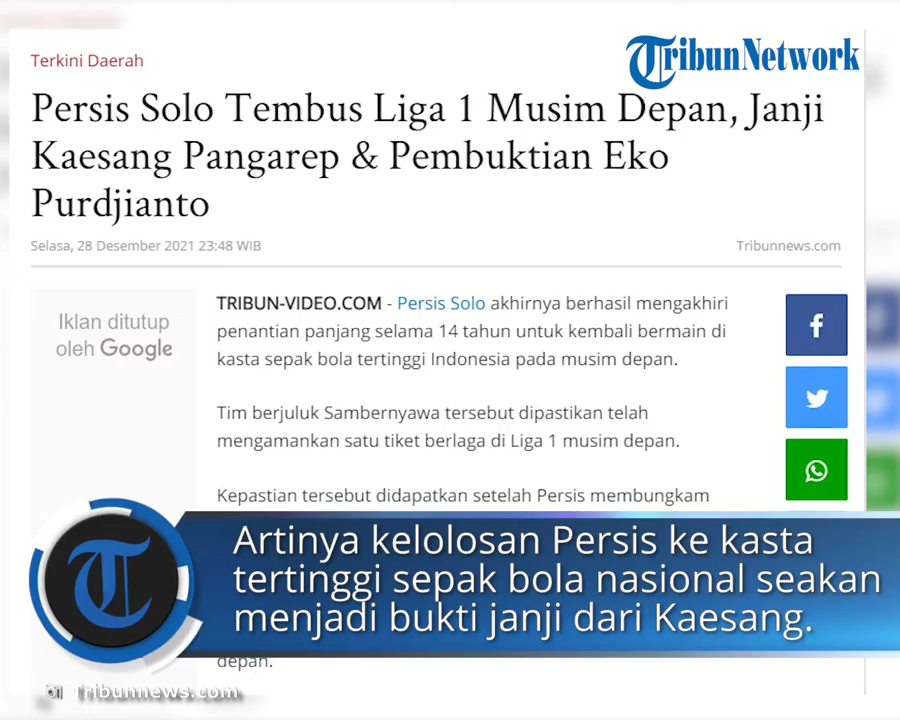 Terkini Daerah
TribunNetwork
Persis Solo Tembus Liga 1 Musim Depan, Janji
Kaesang Pangarep & Pembuktian Eko
Purdjianto
Selasa, 28 Desember 2021 23:48 WIB
Tribunnews.com
Iklan ditutup
oleh Google
TRIBUN-VIDEO.COM - Persis Solo akhirnya berhasil mengakhiri
penantian panjang selama 14 tahun untuk kembali bermain di
kasta sepak bola tertinggi Indonesia pada musim depan.
Tim berjuluk Sambernyawa tersebut dipastikan telah
mengamankan satu tiket berlaga di Liga 1 musim depan.
Kepastian tersebut didapatkan setelah Persis membungkam
Artinya kelolosan Persis ke kasta
tertinggi sepak bola nasional seakan
menjadi bukti janji dari Kaesang.
depan.
Tribunnews.com